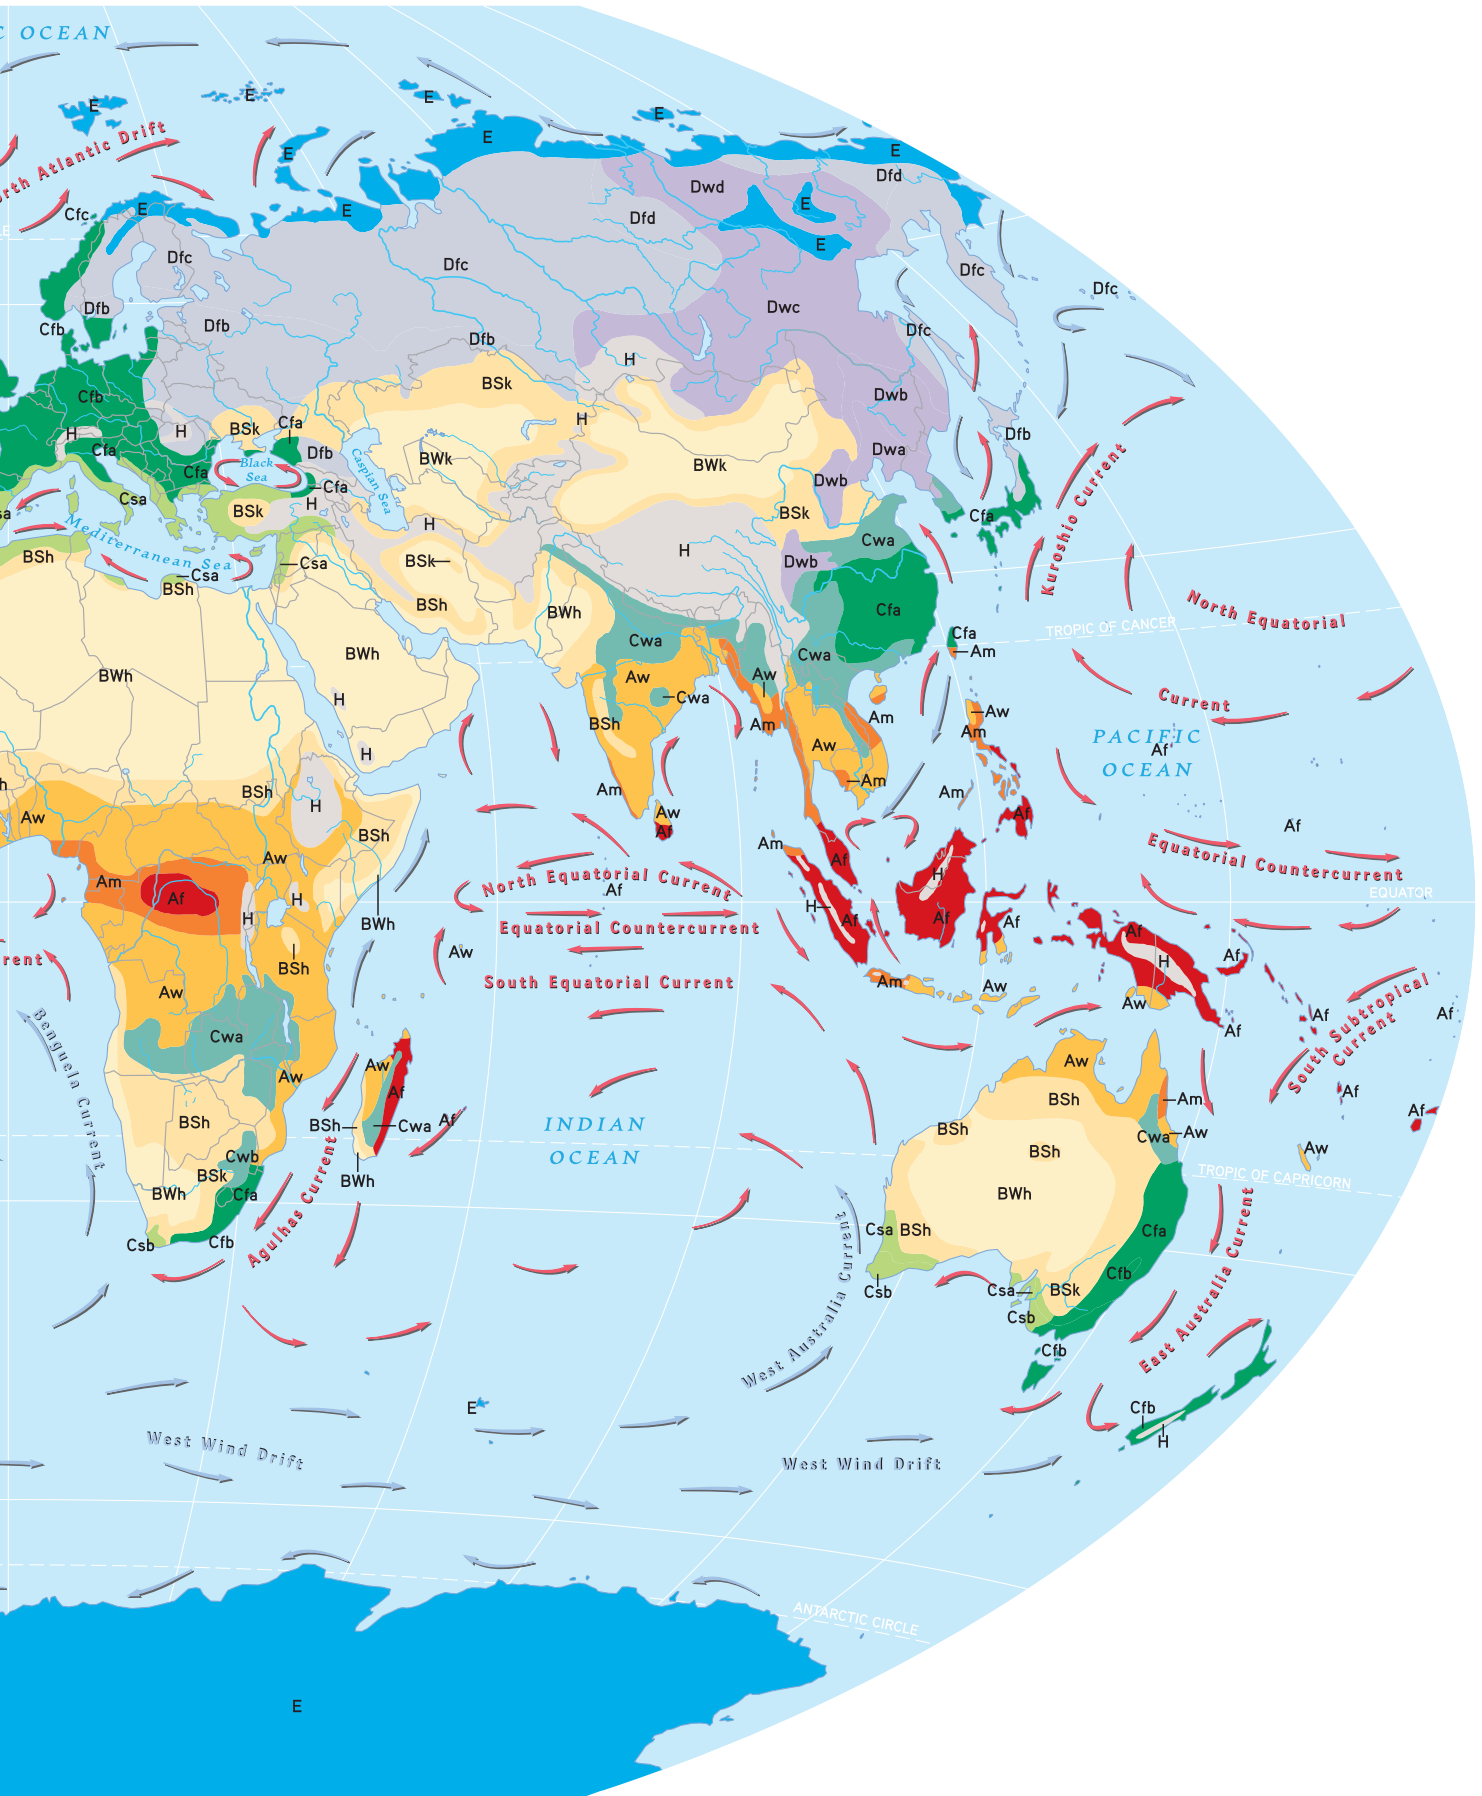 C OCEAN
E
E
E
E
E
E
E
North Atlantic Drift
E
Dwd
Dfd
E
Cfc
E
E
Dfd
E
LE
Dfc
Dfc
Dfc
Dwc
Dfc
Dfb
Cfb
Dfb
Dfb
Dfc
H
BSk
Cfb
Dwb
BSk
Cfa
H
H
H
Dfb
Cfa
Dfb
Dwa
BWk
BWk
Black
Sea
Cfa
Caspian Sea
Dwb
Cfa
Csa
sa
H
BSk
BSk
Cfa
H
Mediterranean Sea
Cwa
H
BSh
Csa
BSk
Dwb
Csa
BSh
Kuroshio Current
BSh
BWh
Cfa
North Equatorial
TROPIC OF CANCER
Cfa
Cwa
Am
BWh
Cwa
BWh
Aw
Aw
H
Cwa
Current
Aw
BSh
Am
Am
Am
PACIFIC
Aw
Af
H
OCEAN
h
BSh
Am
Am
Am
H
Aw
Aw
Af
Af
BSh
Af
Am
Equatorial Countercurrent
Aw
Af
Am
North Equatorial Current
Af
H
EQUATOR
Af
H
H
H
Af
Af
Af
BWh
Equatorial Countercurrent
Af
Aw
rrent
Af
H
BSh
South Equatorial Current
Am
Aw
Aw
Aw
South Subtropical
Current
Benguela Current
Af
Af
Af
Cwa
Aw
Aw
Aw
Af
Af
BSh
Am
Af
BSh
BSh
Cwa
Af
BSh
Cwa
Aw
INDIAN
OCEAN
BSh
Aw
Cwb
BSk
BWh
TROPIC OF CAPRICORN
BWh
Cfa
BWh
Agulhas Current
Csa
BSh
Cfa
Csb
Cfb
West Australia Current
East Australia Current
Cfb
Csb
Csa
BSk
Csb
Cfb
E
Cfb
H
West Wind Drift
West Wind Drift
ANTARCTIC CIRCLE
E